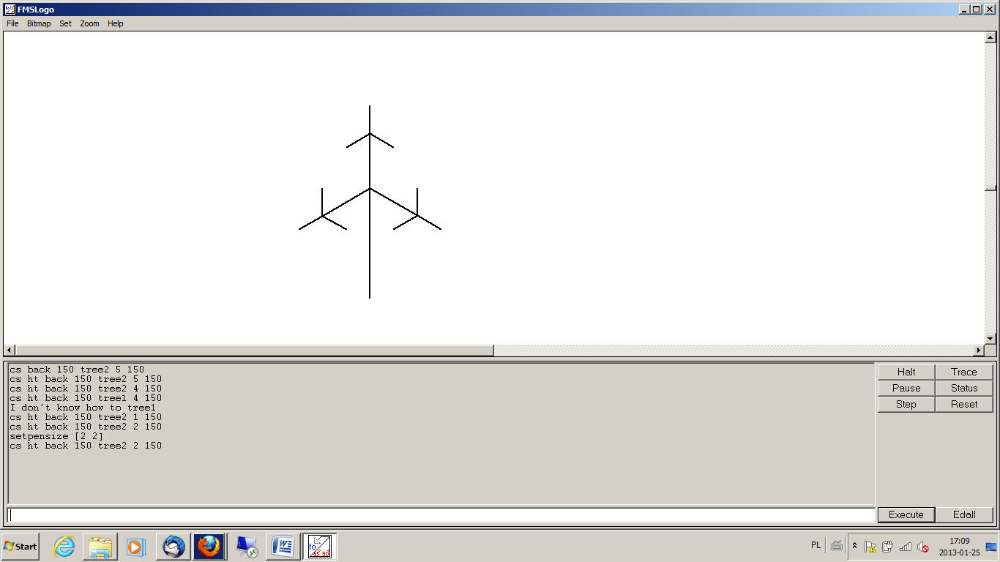 FMSLogo
File Bitmap Set Zoom Help
cs back 150 tree2 5 150
cs ht back 150 tree2 5 150
cs ht back 150 tree2 4 150
cs ht back 150 tree1 4 150
I don't know how to tree1
cs ht back 150 tree2 1 150
cs ht back 150 tree2 2 150
setpensize [2 2]
cs ht back 150 tree2 2 150
Halt Trace
Pause Status
Step Reset
Execute Edall
Start
to
45 90
PL
17:09
2013-01-25